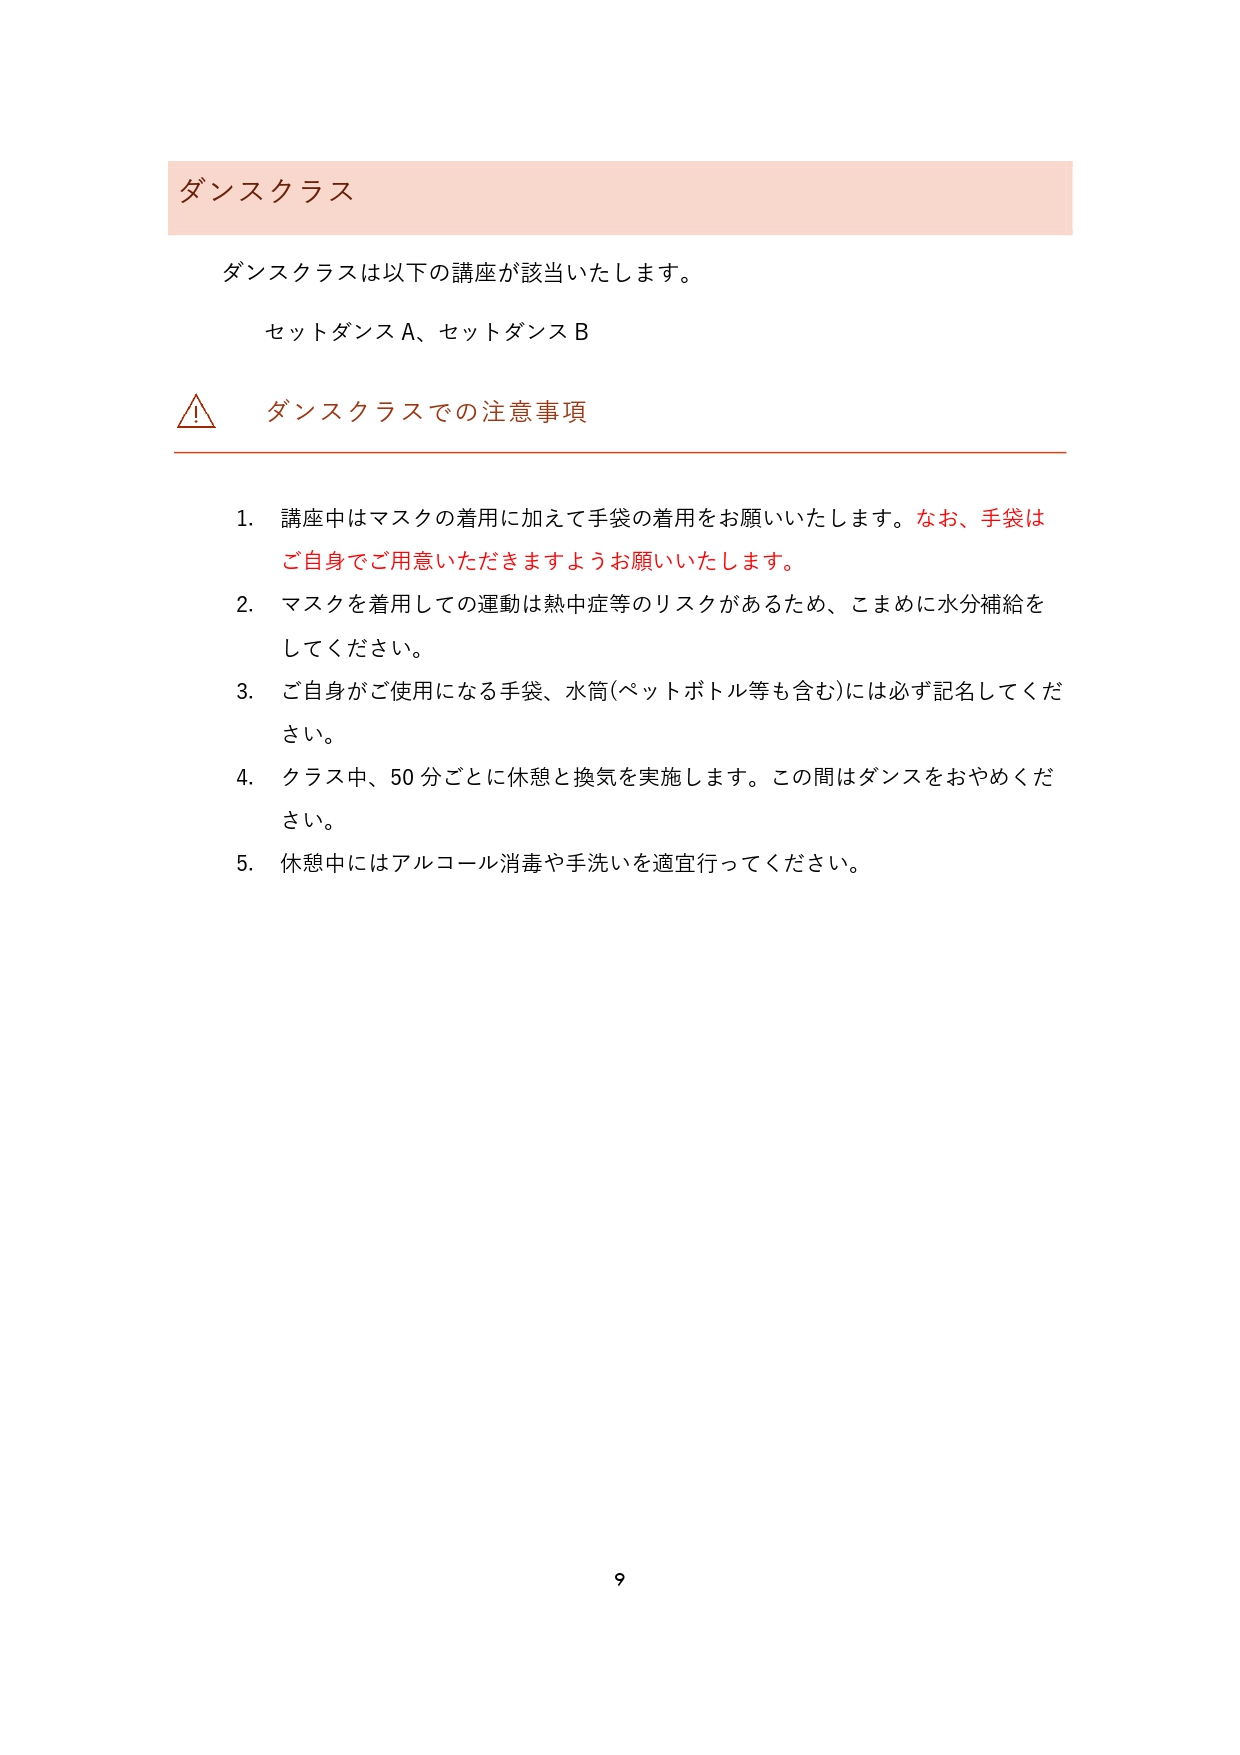 ダンスクラス
ダンスクラスは以下の講座が該当いたします。
セットダンス A、セットダンス B
ダンスクラスでの注意事項
1. 講座中はマスクの着用に加えて手袋の着用をお願いいたします。なお、手袋は
ご自身でご用意いただきますようお願いいたします。
2. マスクを着用しての運動は熱中症等のリスクがあるため、こまめに水分補給を
してください。
3. ご自身がご使用になる手袋、水筒(ペットボトル等も含む)には必ず記名してくだ
さい。
4. クラス中、50 分ごとに休憩と換気を実施します。この間はダンスをおやめくだ
さい。
5. 休憩中にはアルコール消毒や手洗いを適宜行ってください。
9